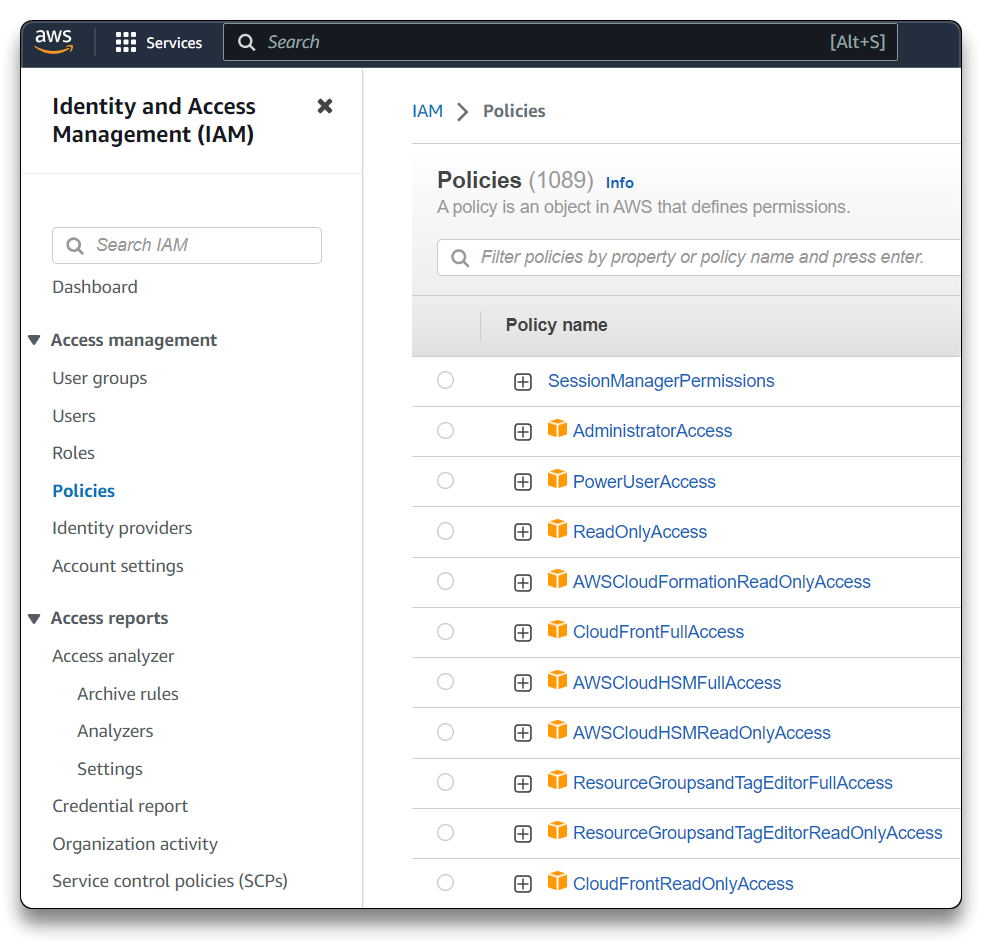 aws
Services
Search
[Alt+S]
Identity and Access
Management (IAM)
Search IAM
Dashboard
Access management
User groups
Users
Roles
Policies
Identity providers
Account settings
Access reports
Access analyzer
Archive rules
Analyzers
Settings
Credential report
Organization activity
Service control policies (SCPs)
IAM
Policies
Policies (1089) Info
A policy is an object in AWS that defines permissions.
Filter policies by property or policy name and press enter.
Policy name
SessionManagerPermissions
AdministratorAccess
PowerUserAccess
ReadOnlyAccess
AWSCloudFormationReadOnlyAccess
CloudFrontFullAccess
AWSCloudHSMFullAccess
AWSCloudHSMReadOnlyAccess
ResourceGroupsandTagEditorFullAccess
ResourceGroupsandTagEditorReadOnlyAccess
CloudFrontReadOnlyAccess